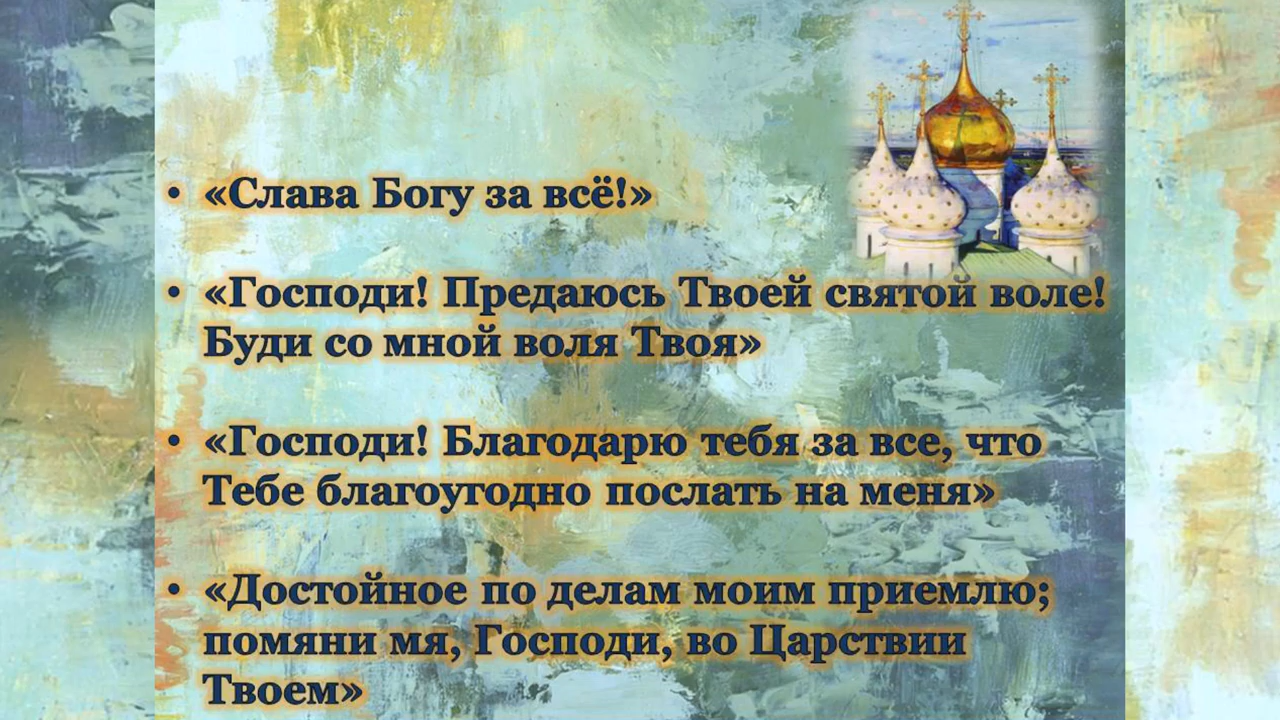 • «Слава Богу за всё!»
• «Господи! Предаюсь Твоей святой воле!
Буди со мной воля Твоя»
• «Господи! Благодарю тебя за все, что
Тебе благоугодно послать на меня»
• «Достойное по делам моим приемлю;
помяни мя, Господи, во Царствии
Твоем»